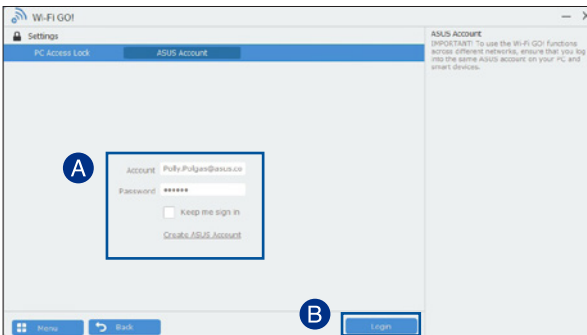 Wi-Fi GO!
Settings
PC Access Lock
ASUS Account
A
Account Polly.Polgas@asus.co
Password ******
Keep me sign in
Create ASUS Account
B
Menu
Back
Login
ASUS Account
IMPORTANT! To use the Wi-Fi GO! functions
across different networks, ensure that you log
into the same ASUS account on your PC and
smart devices.